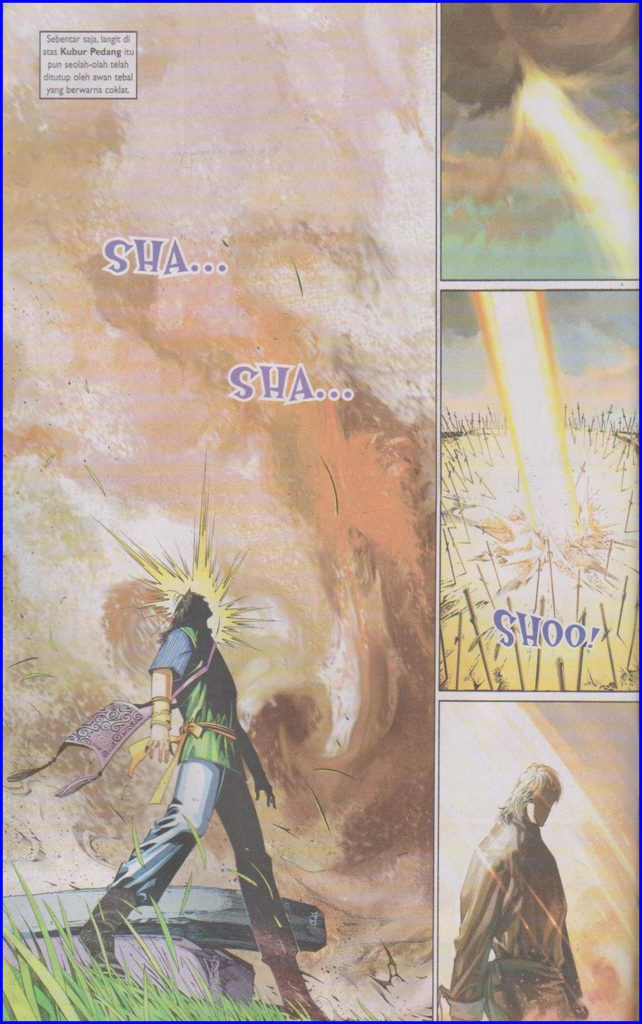 Sebentar saja, langit di
atas Kubur Pedang itu
pun seolah-olah telah
ditutup oleh awan tebal
yang berwarna coklat.
SHA...
SHA...
SHOO!